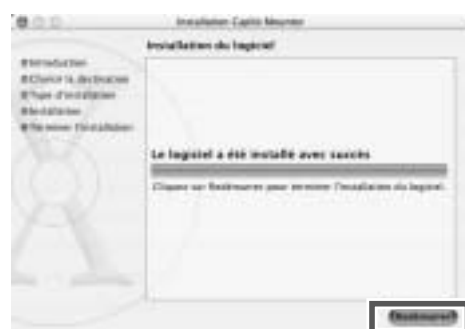 Installation Caplio Mounter
Installation du logiciel
Introduction
Choisir la destination
Type d'installation
Installation
Terminer l'installation
Le logiciel a été installé avec succès
Cliquez sur Redémarrer pour terminer l'installation du logiciel.
Redémarrer